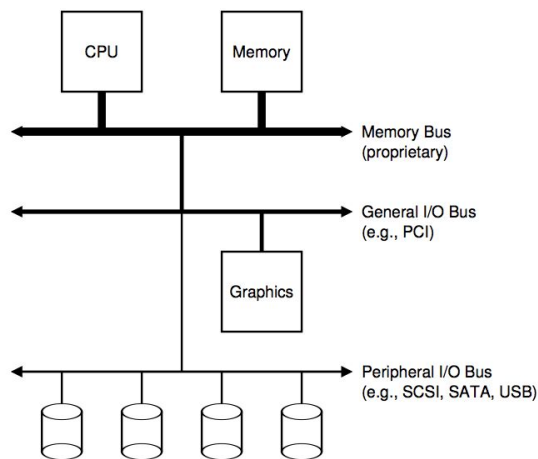 CPU
Memory
Memory Bus
(proprietary)
General I/O Bus
(e.g., PCI)
Graphics
Peripheral I/O Bus
(e.g., SCSI, SATA, USB)